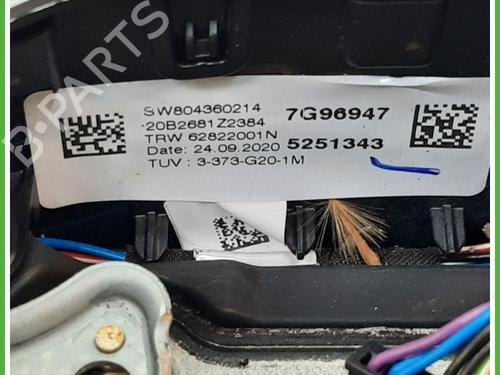 B-PARTS
SW804360214
20B2681Z2384
TRW 62822001N
Date: 24.09.2020
TUV : 3-373-G20-1M
7G96947
5251343